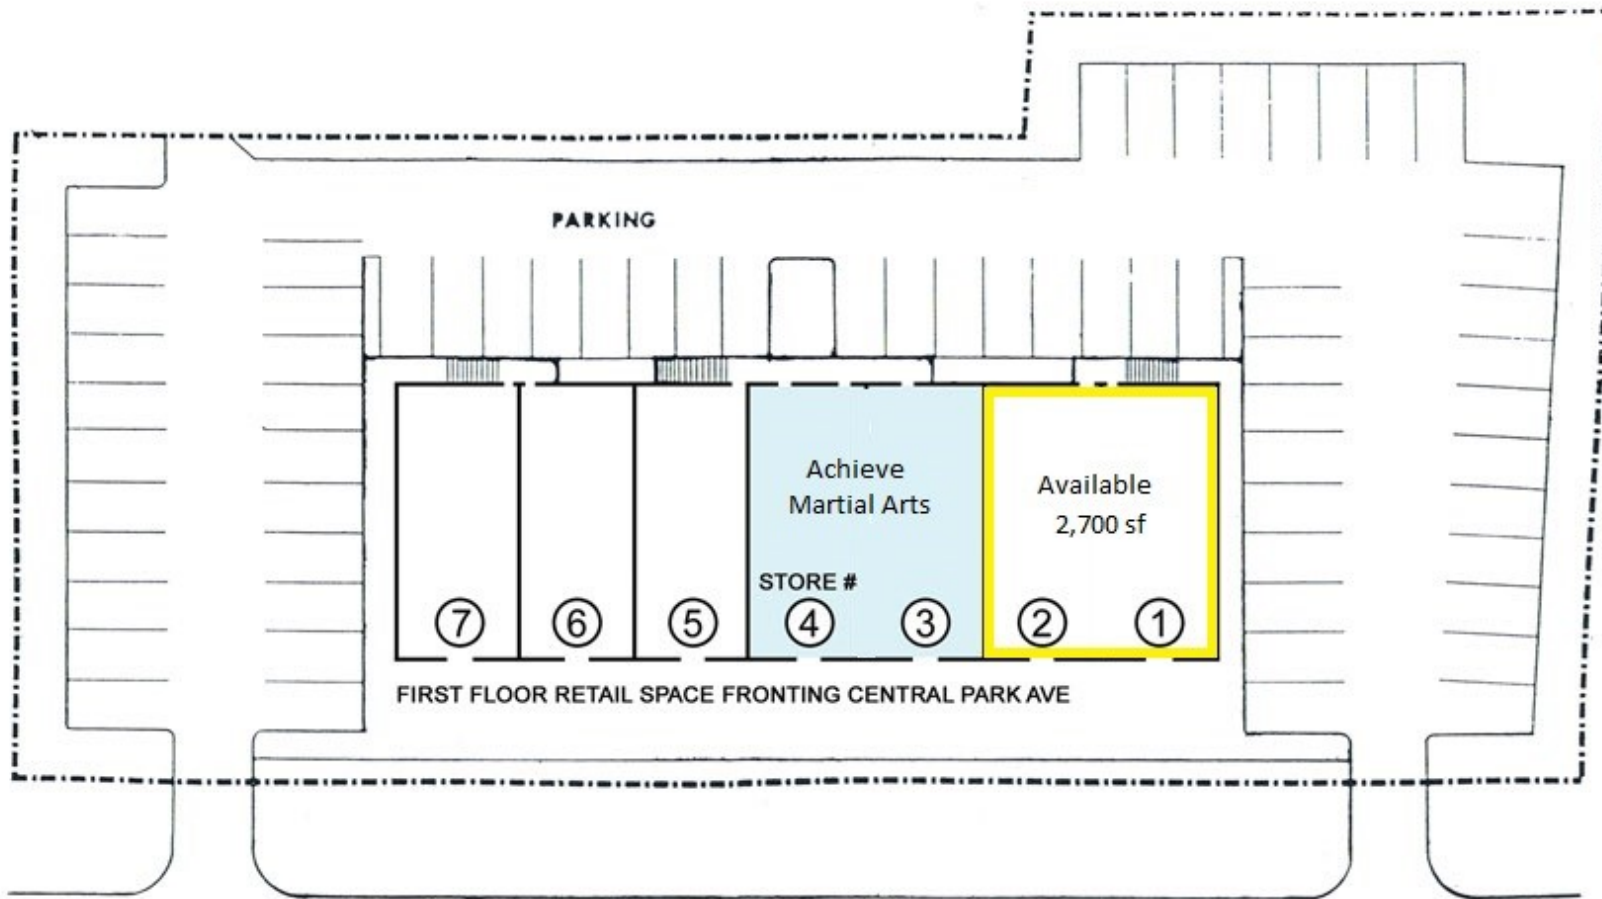 PARKING
Achieve
Martial Arts
Available
2,700 sf
STORE #
7 6 5 4 3 2 1
FIRST FLOOR RETAIL SPACE FRONTING CENTRAL PARK AVE